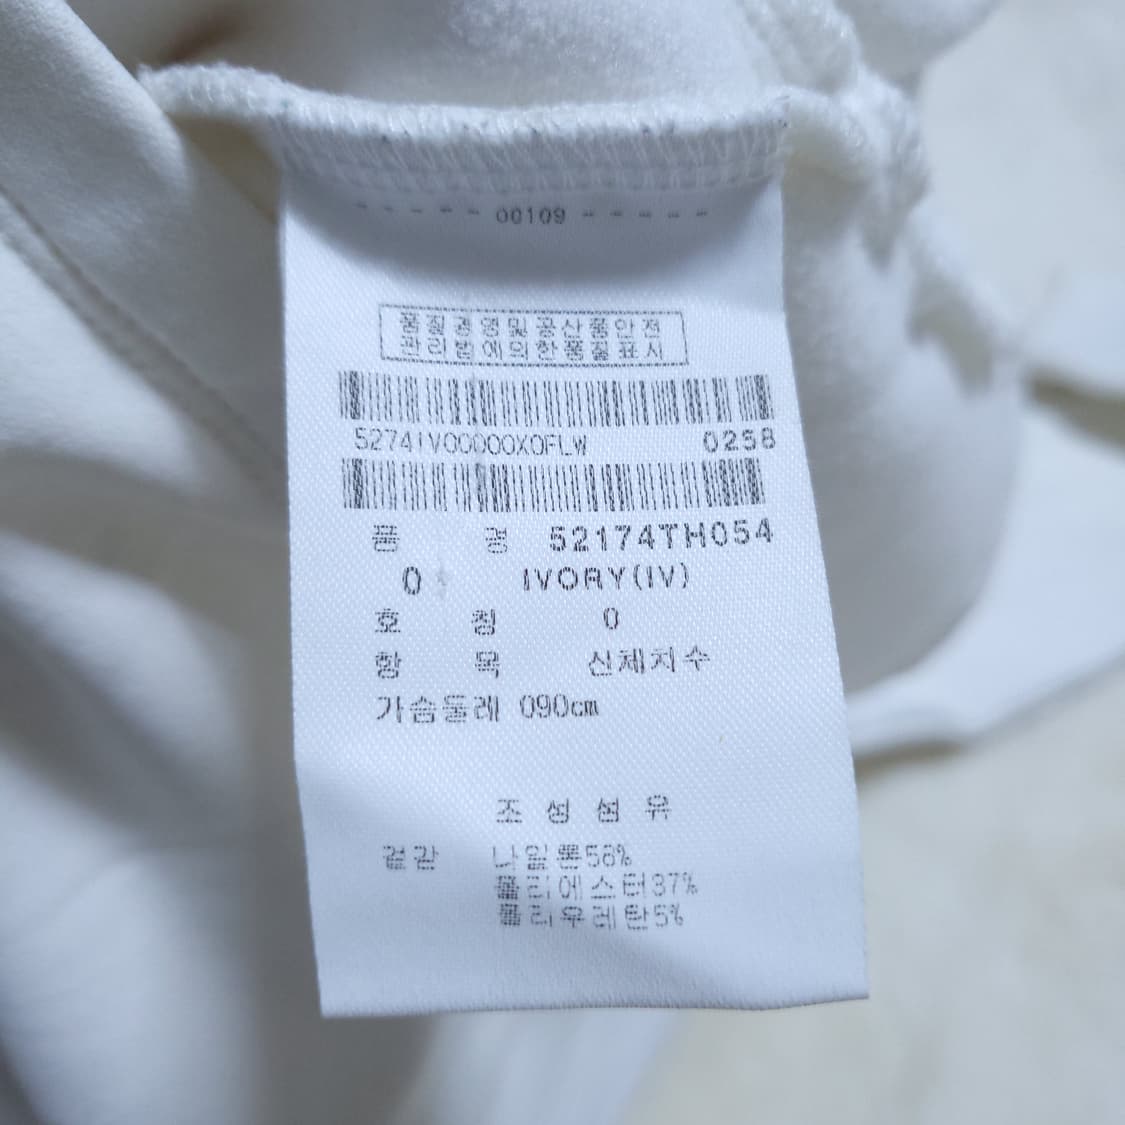 - - - - - 00109 - - - - -
품질경영및공산품안전
관리법에의한품질표시
5274IV00000X0FLW 0258
품 명 52174TH054
0 IVORY(IV)
호 칭 0
항 목 신체치수
가슴둘레 090cm
조 성 섬 유
겉감 나일론58%
폴리에스터37%
폴리우레탄5%